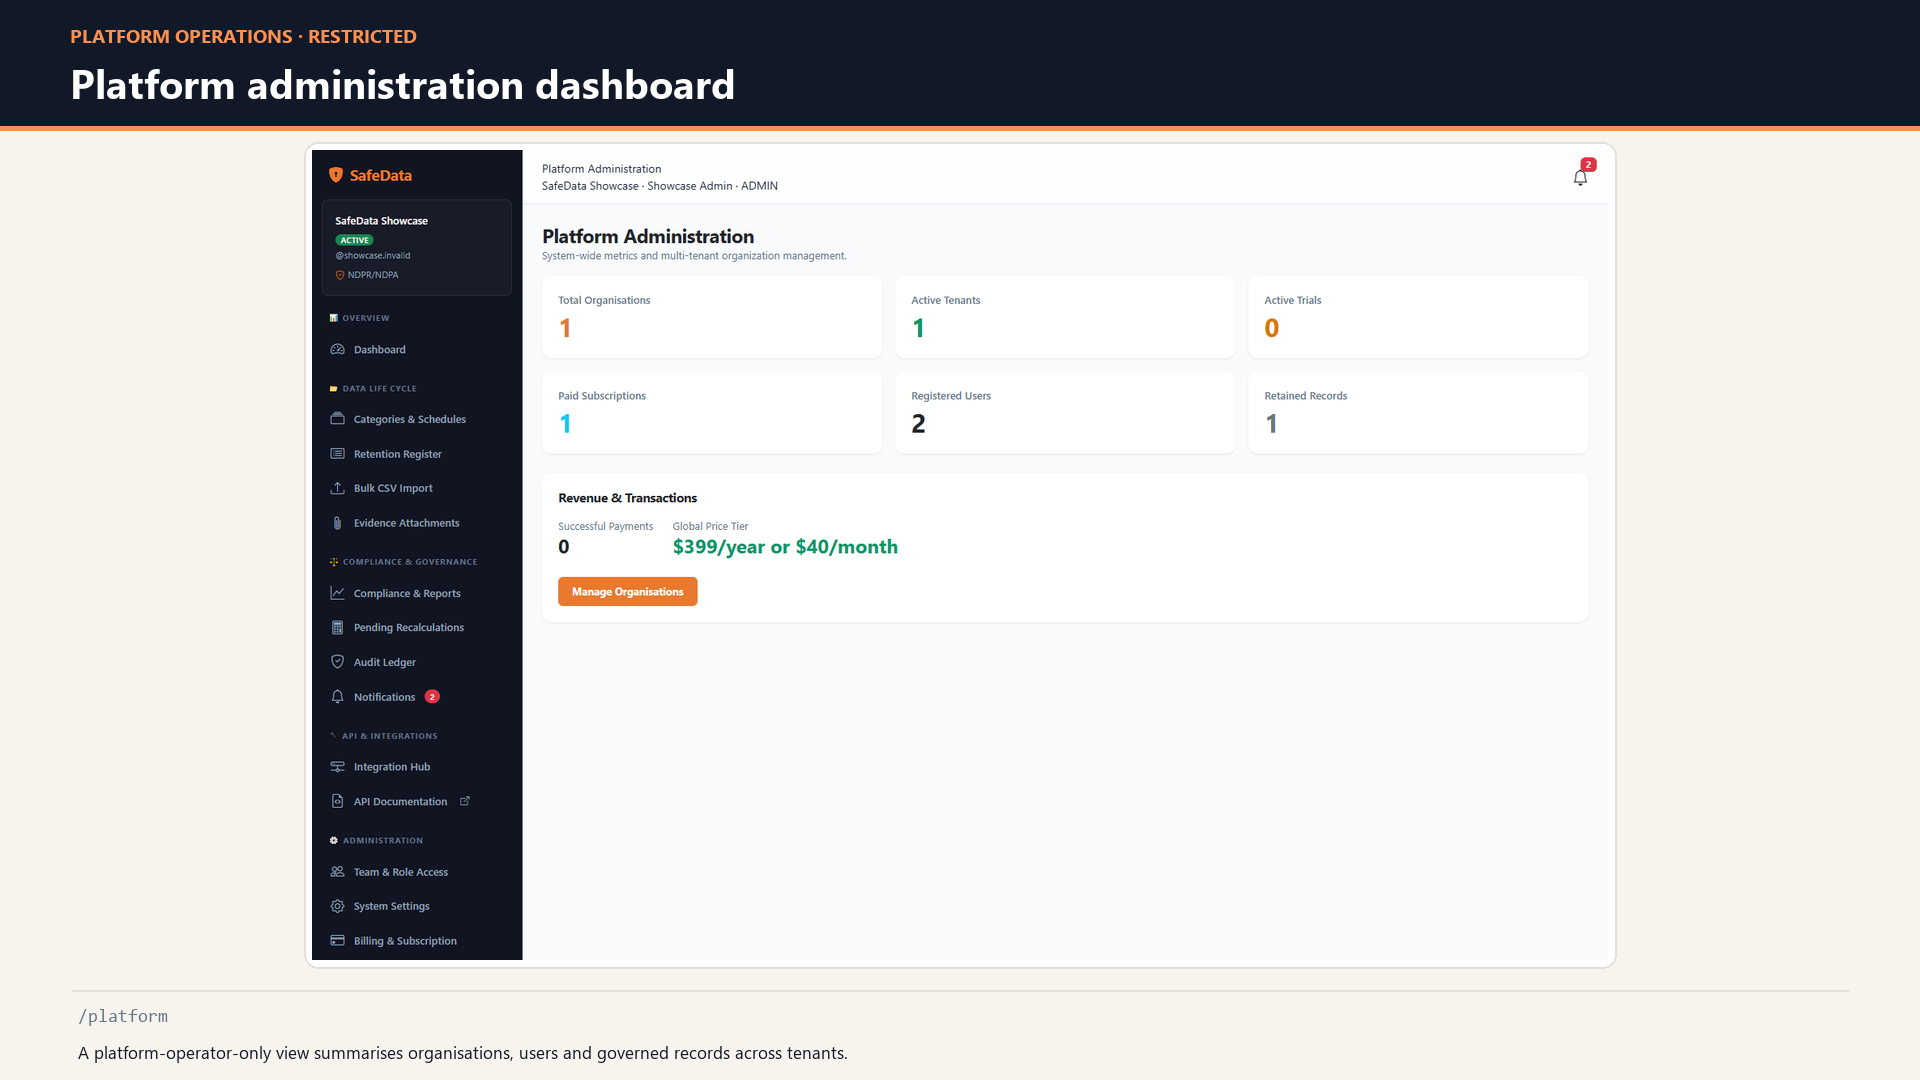 PLATFORM OPERATIONS · RESTRICTED
Platform administration dashboard
SafeData
SafeData Showcase
ACTIVE
@showcase.invalid
NDPR/NDPA
OVERVIEW
Dashboard
DATA LIFE CYCLE
Categories & Schedules
Retention Register
Bulk CSV Import
Evidence Attachments
COMPLIANCE & GOVERNANCE
Compliance & Reports
Pending Recalculations
Audit Ledger
Notifications 2
API & INTEGRATIONS
Integration Hub
API Documentation
ADMINISTRATION
Team & Role Access
System Settings
Billing & Subscription
Platform Administration
SafeData Showcase · Showcase Admin · ADMIN
2
Platform Administration
System-wide metrics and multi-tenant organization management.
Total Organisations
1
Active Tenants
1
Active Trials
0
Paid Subscriptions
1
Registered Users
2
Retained Records
1
Revenue & Transactions
Successful Payments
0
Global Price Tier
$399/year or $40/month
Manage Organisations
/platform
A platform-operator-only view summarises organisations, users and governed records across tenants.